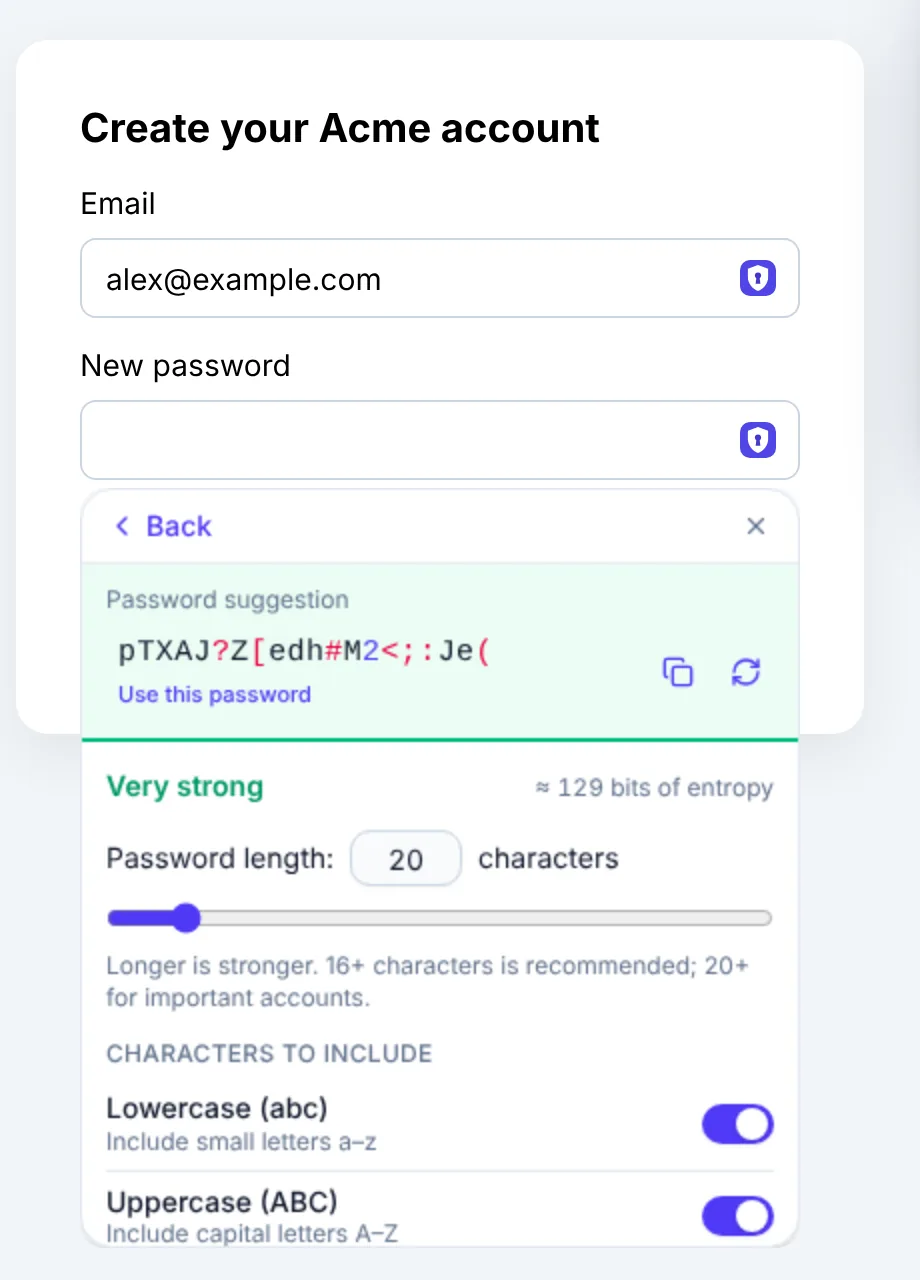 Create your Acme account
Email
alex@example.com
New password
Back
Password suggestion
pTXAJ?Z[edh#M2<;:Je(
Use this password
Very strong
≈ 129 bits of entropy
Password length: 20 characters
Longer is stronger. 16+ characters is recommended; 20+
for important accounts.
CHARACTERS TO INCLUDE
Lowercase (abc)
Include small letters a–z
Uppercase (ABC)
Include capital letters A–Z